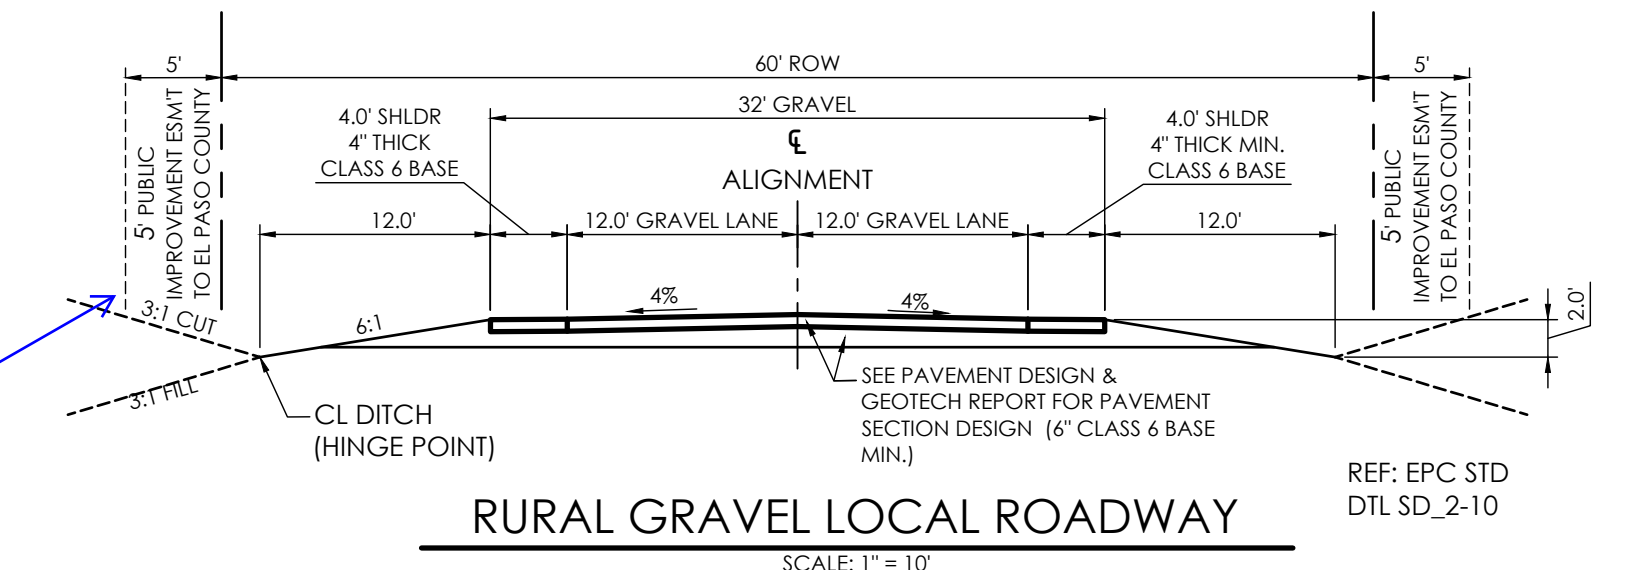 5'
60' ROW
5'
32' GRAVEL
4.0' SHLDR
4" THICK
CLASS 6 BASE
℄
ALIGNMENT
4.0' SHLDR
4" THICK MIN.
CLASS 6 BASE
5' PUBLIC
IMPROVEMENT ESM'T
TO EL PASO COUNTY
5' PUBLIC
IMPROVEMENT ESM'T
TO EL PASO COUNTY
12.0'
12.0' GRAVEL LANE
12.0' GRAVEL LANE
12.0'
3:1 CUT
6:1
4%
4%
2.0'
3:1 FILL
CL DITCH
(HINGE POINT)
SEE PAVEMENT DESIGN &
GEOTECH REPORT FOR PAVEMENT
SECTION DESIGN (6" CLASS 6 BASE
MIN.)
REF: EPC STD
DTL SD_2-10
RURAL GRAVEL LOCAL ROADWAY
SCALE: 1" = 10'